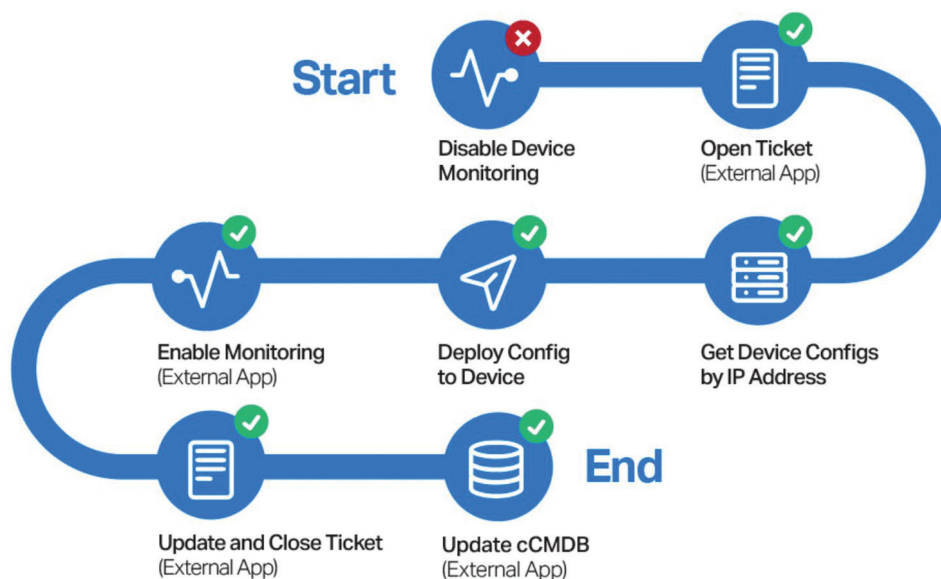 Start
Disable Device
Monitoring
Open Ticket
(External App)
Get Device Configs
by IP Address
Deploy Config
to Device
Enable Monitoring
(External App)
Update and Close Ticket
(External App)
Update cCMDB
(External App)
End